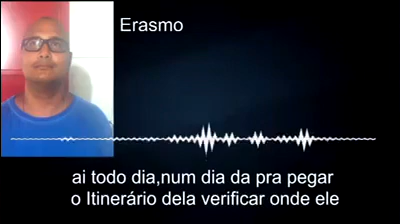 Erasmo
ai todo dia,num dia da pra pegar
o Itinerário dela verificar onde ele